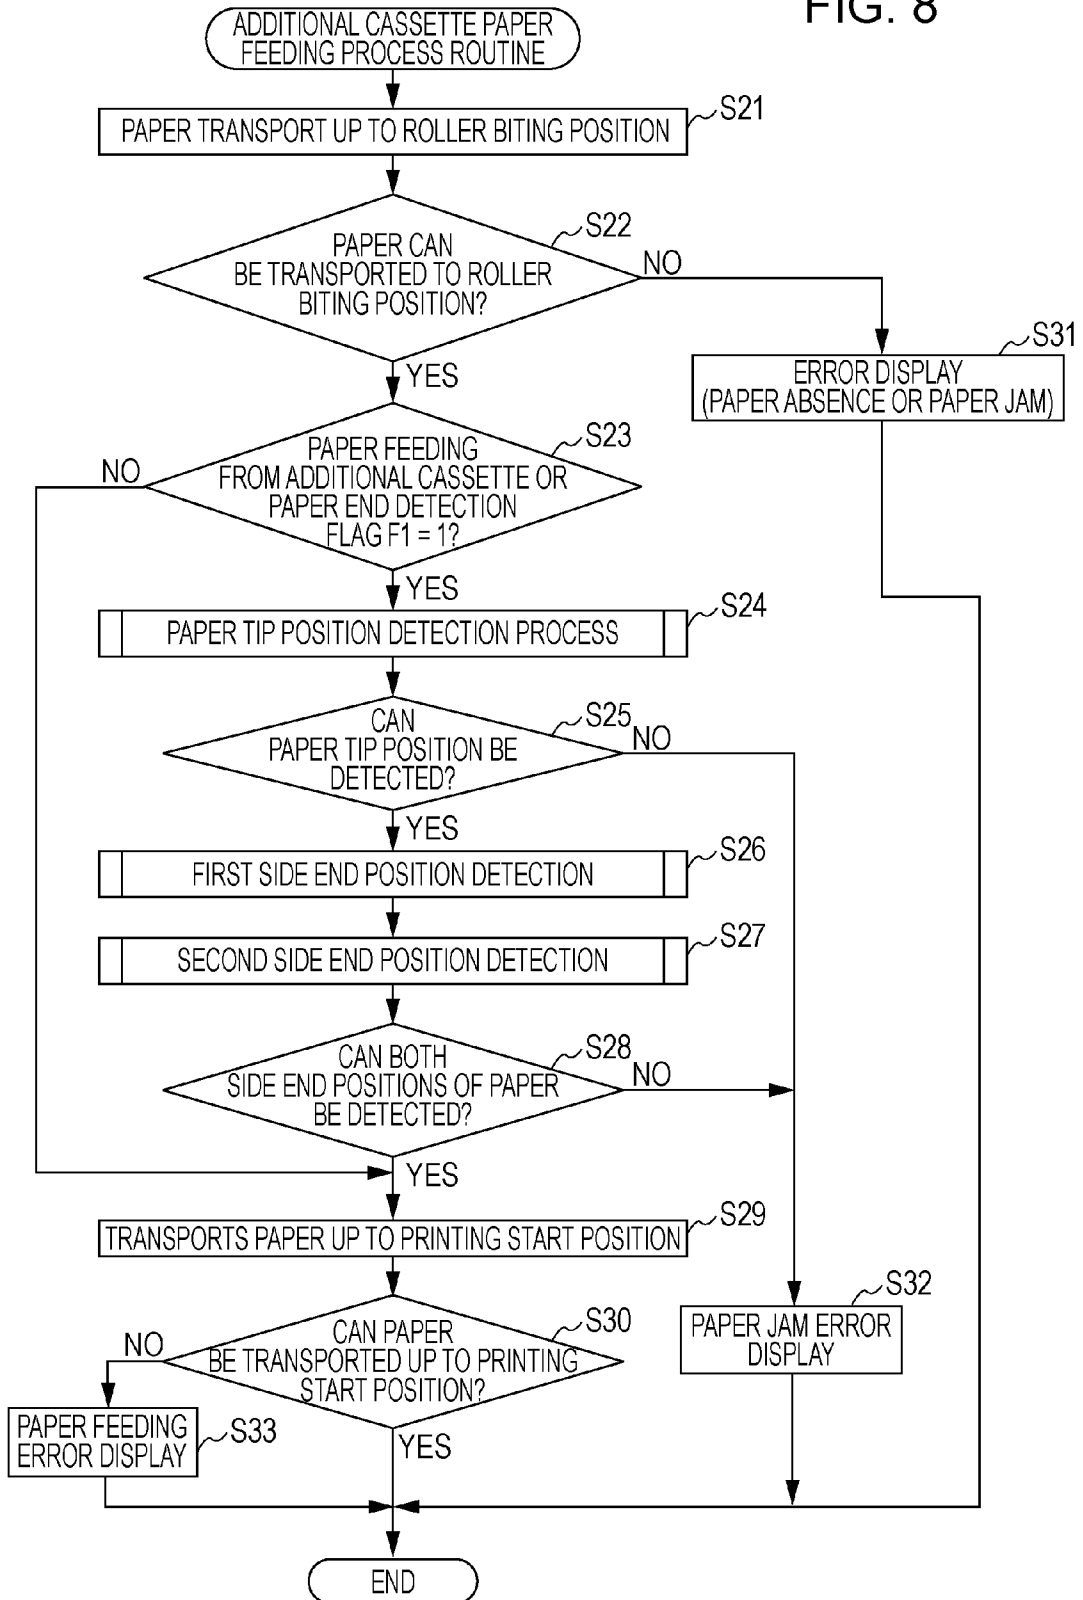 FIG. 8
ADDITIONAL CASSETTE PAPER
FEEDING PROCESS ROUTINE
S21
PAPER TRANSPORT UP TO ROLLER BITING POSITION
S22
PAPER CAN
BE TRANSPORTED TO ROLLER
BITING POSITION?
NO
YES
S31
ERROR DISPLAY
(PAPER ABSENCE OR PAPER JAM)
S23
PAPER FEEDING
FROM ADDITIONAL CASSETTE OR
PAPER END DETECTION
FLAG F1 = 1?
NO
YES
S24
PAPER TIP POSITION DETECTION PROCESS
S25
CAN
PAPER TIP POSITION BE
DETECTED?
NO
YES
S26
FIRST SIDE END POSITION DETECTION
S27
SECOND SIDE END POSITION DETECTION
S28
CAN BOTH
SIDE END POSITIONS OF PAPER
BE DETECTED?
NO
YES
S29
TRANSPORTS PAPER UP TO PRINTING START POSITION
S32
PAPER JAM ERROR
DISPLAY
S30
CAN PAPER
BE TRANSPORTED UP TO PRINTING
START POSITION?
NO
YES
PAPER FEEDING
ERROR DISPLAY
S33
END